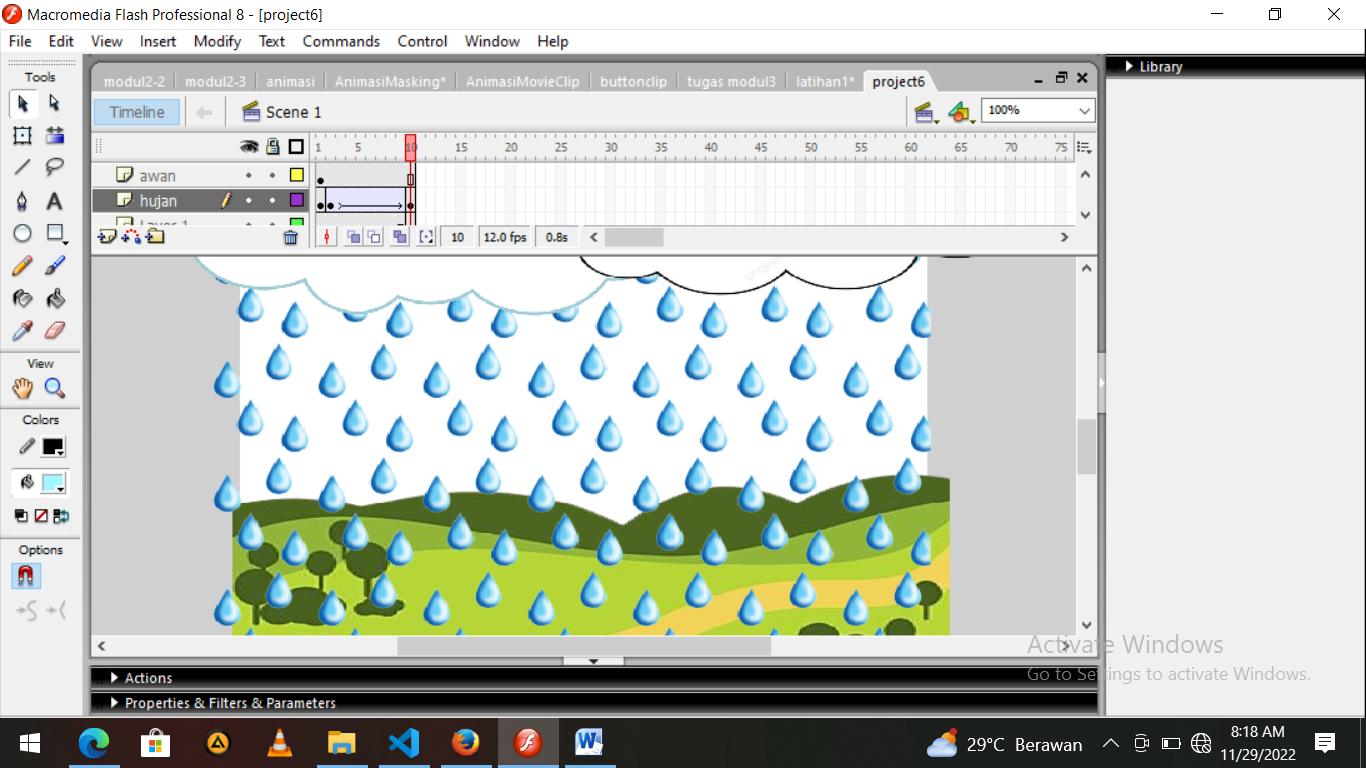 Macromedia Flash Professional 8 - [project6]
File Edit View Insert Modify Text Commands Control Window Help
Tools
modul2-2 modul2-3 animasi AnimasiMasking* AnimasiMovieClip buttonclip tugas modul3 latihan1* project6
Library
Timeline Scene 1 100%
1 5 10 15 20 25 30 35 40 45 50 55 60 65 70 75
awan
hujan
Layer 1
10 12.0 fps 0.8s
View
Colors
Options
Activate Windows
Go to Settings to activate Windows.
Actions
Properties & Filters & Parameters
29°C Berawan
8:18 AM
11/29/2022